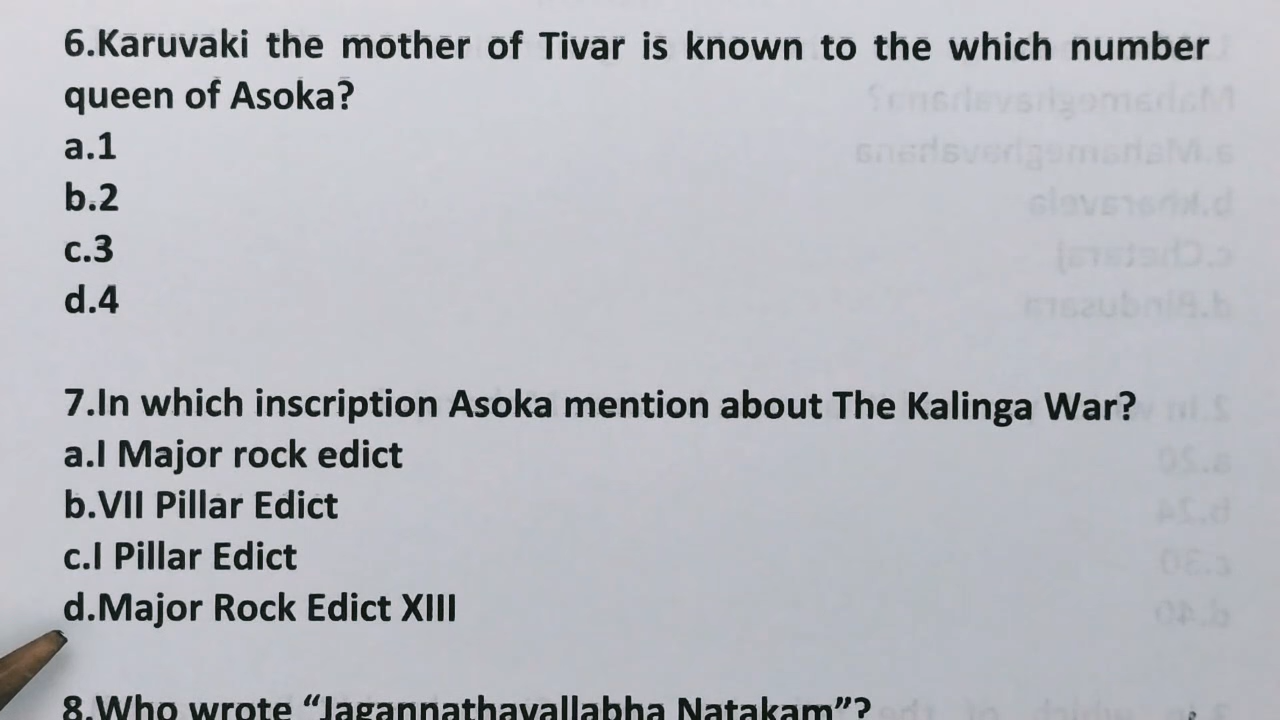 6.Karuvaki the mother of Tivar is known to the which number
queen of Asoka?
a.1
b.2
c.3
d.4
7.In which inscription Asoka mention about The Kalinga War?
a.I Major rock edict
b.VII Pillar Edict
c.I Pillar Edict
d.Major Rock Edict XIII
8.Who wrote “Jagannathavallabha Natakam”?